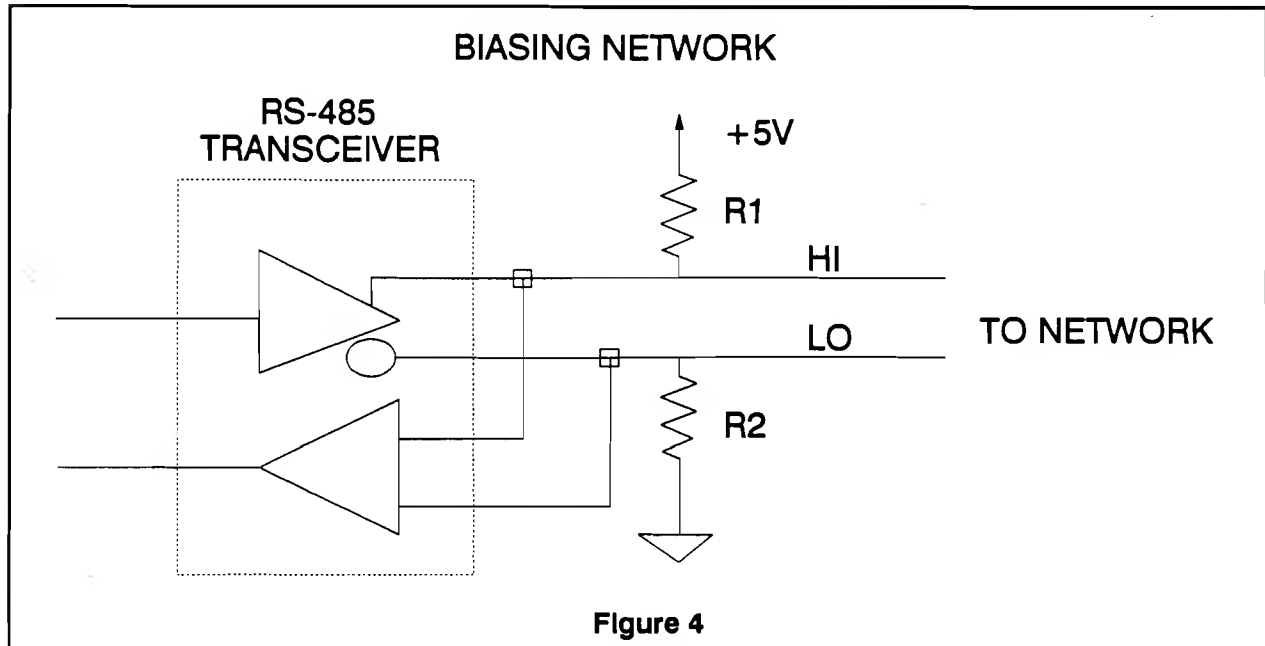 BIASING NETWORK
RS-485
TRANSCEIVER
+5V
R1
HI
LO
TO NETWORK
R2
Figure 4